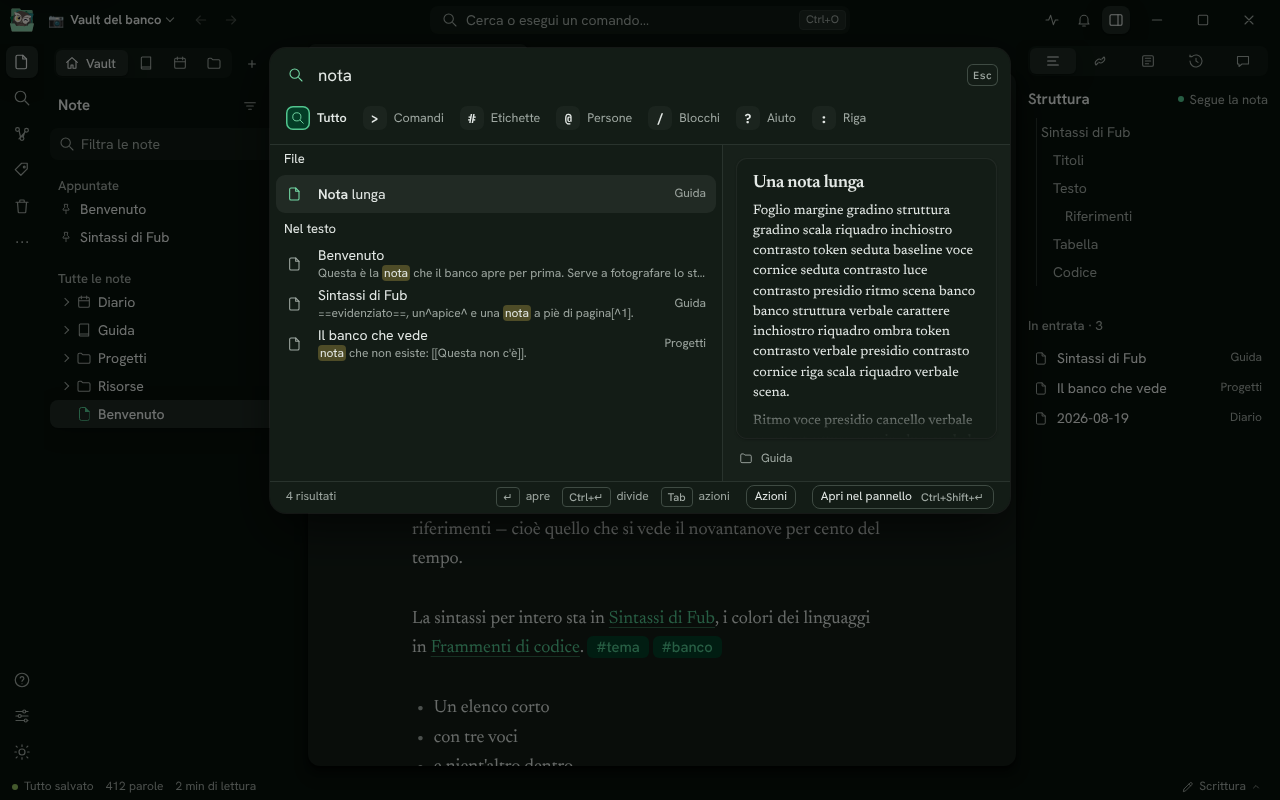 Vault del banco
Cerca o esegui un comando...
Ctrl+O
Vault
Note
Filtra le note
Appuntate
Benvenuto
Sintassi di Fub
Tutte le note
Diario
Guida
Progetti
Risorse
Benvenuto
nota
Esc
Tutto
> Comandi
# Etichette
@ Persone
/ Blocchi
? Aiuto
: Riga
File
Nota lunga
Guida
Nel testo
Benvenuto
Questa è la nota che il banco apre per prima. Serve a fotografare lo st...
Sintassi di Fub
==evidenziato==, un^apice^ e una nota a piè di pagina[^1].
Guida
Il banco che vede
nota che non esiste: [[Questa non c'è]].
Progetti
Una nota lunga
Foglio margine gradino struttura
gradino scala riquadro inchiostro
contrasto token seduta baseline voce
cornice seduta contrasto luce
contrasto presidio ritmo scena banco
banco struttura verbale carattere
inchiostro riquadro ombra token
contrasto verbale presidio contrasto
cornice riga scala riquadro verbale
scena.
Ritmo voce presidio cancello verbale
Guida
4 risultati
↵ apre
Ctrl+↵ divide
Tab azioni
Azioni
Apri nel pannello Ctrl+Shift+↵
riferimenti — cioè quello che si vede il novantanove per cento del
tempo.
La sintassi per intero sta in Sintassi di Fub, i colori dei linguaggi
in Frammenti di codice. #tema #banco
• Un elenco corto
• con tre voci
• e nient'altro dentro
Struttura
Segue la nota
Sintassi di Fub
Titoli
Testo
Riferimenti
Tabella
Codice
In entrata · 3
Sintassi di Fub
Guida
Il banco che vede
Progetti
2026-08-19
Diario
Tutto salvato
412 parole
2 min di lettura
Scrittura